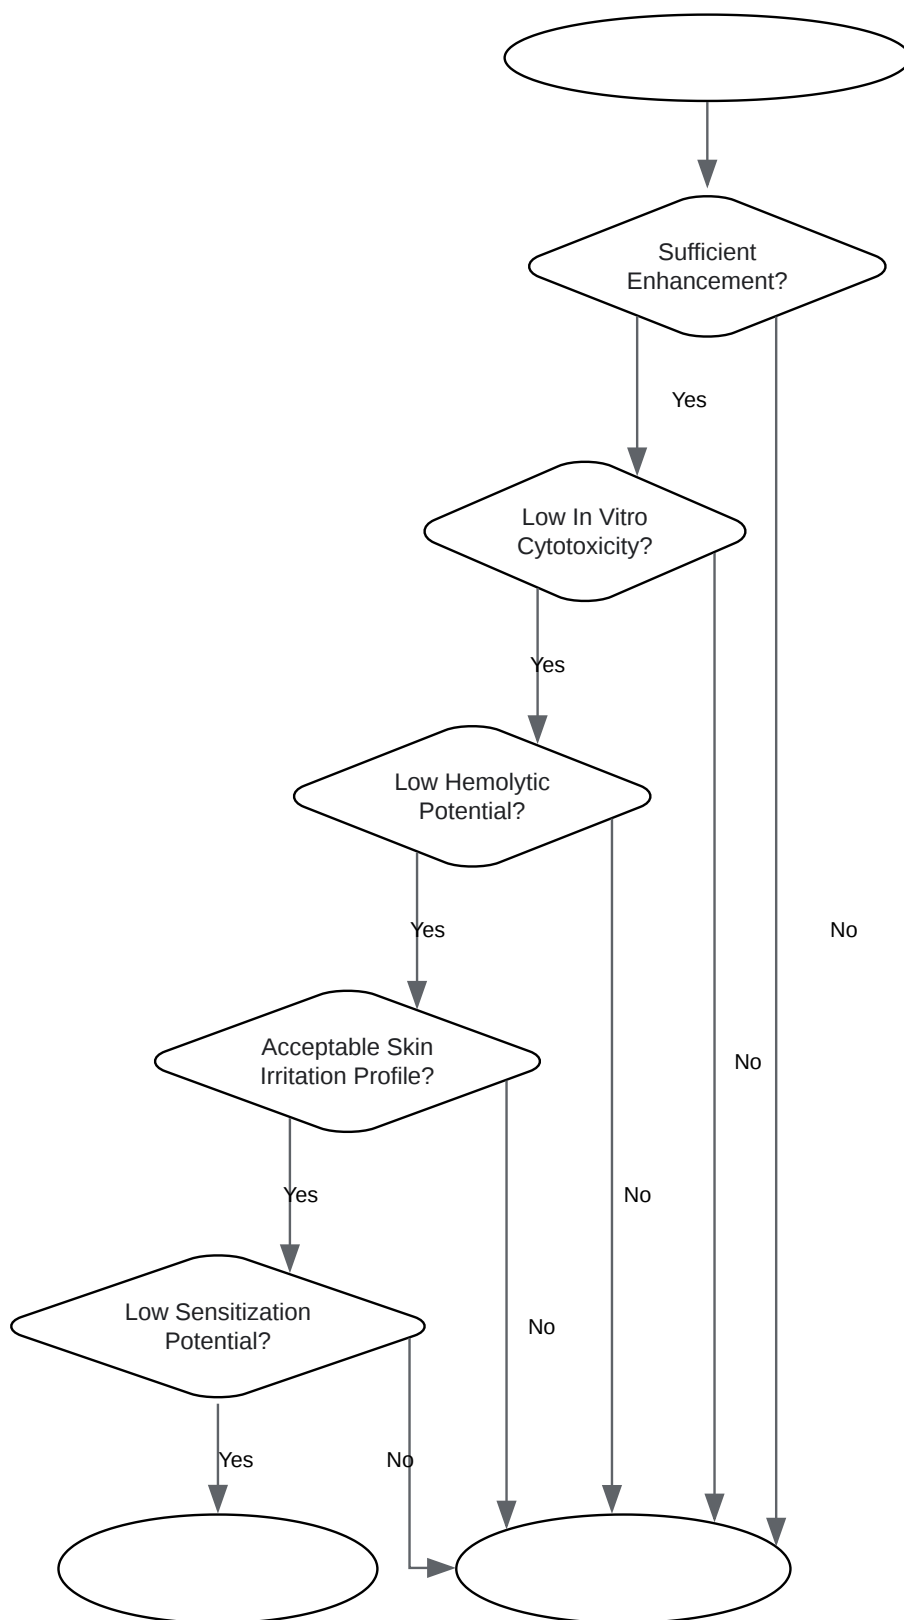 Sufficient
Enhancement?
Yes
Low In Vitro
Cytotoxicity?
Yes
Low Hemolytic
Potential?
Yes
No
Acceptable Skin
Irritation Profile?
No
Yes
No
Low Sensitization
Potential?
No
Yes
No